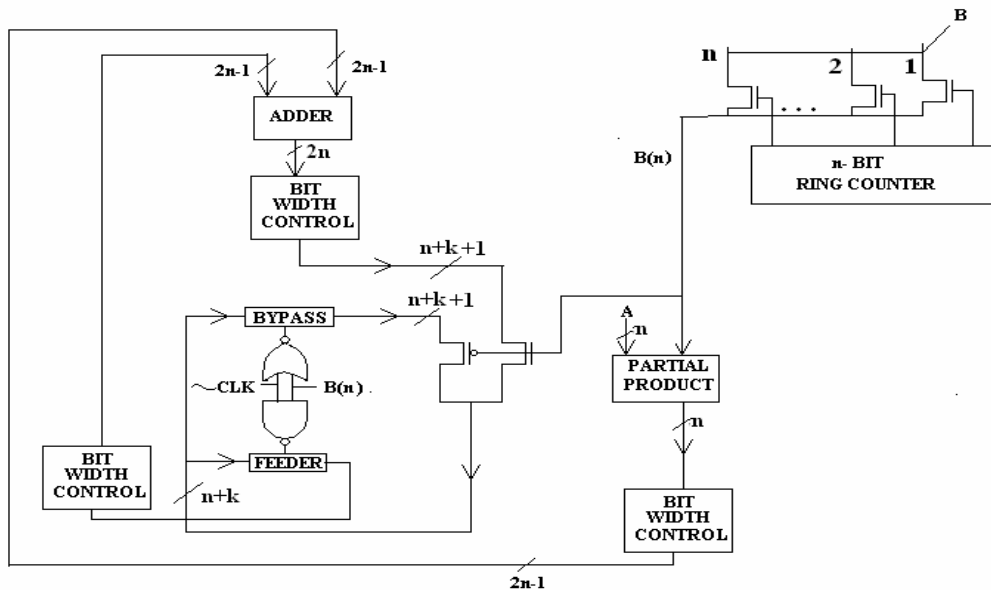 B
n
2
1
. . .
2n-1
2n-1
ADDER
2n
B(n)
n- BIT
RING COUNTER
BIT
WIDTH
CONTROL
n+k+1
n+k+1
BYPASS
A
n
CLK
B(n) .
PARTIAL
PRODUCT
n
FEEDER
BIT
WIDTH
CONTROL
n+k
BIT
WIDTH
CONTROL
2n-1